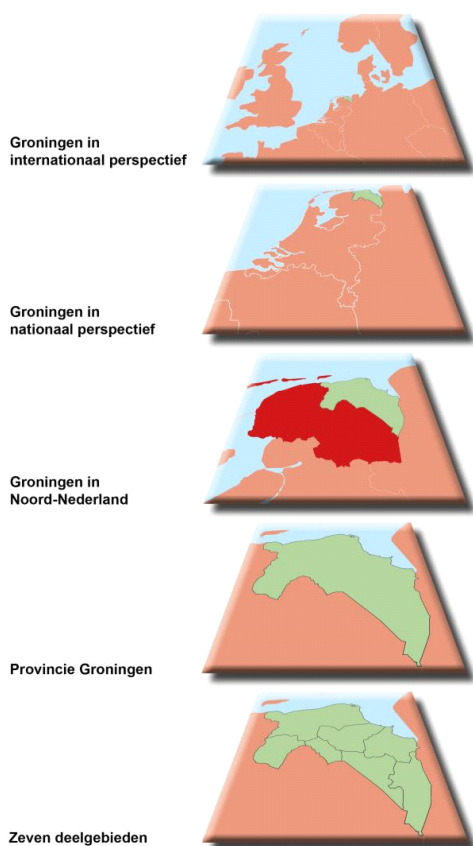 Groningen in
internationaal perspectief
Groningen in
nationaal perspectief
Groningen in
Noord-Nederland
Provincie Groningen
Zeven deelgebieden